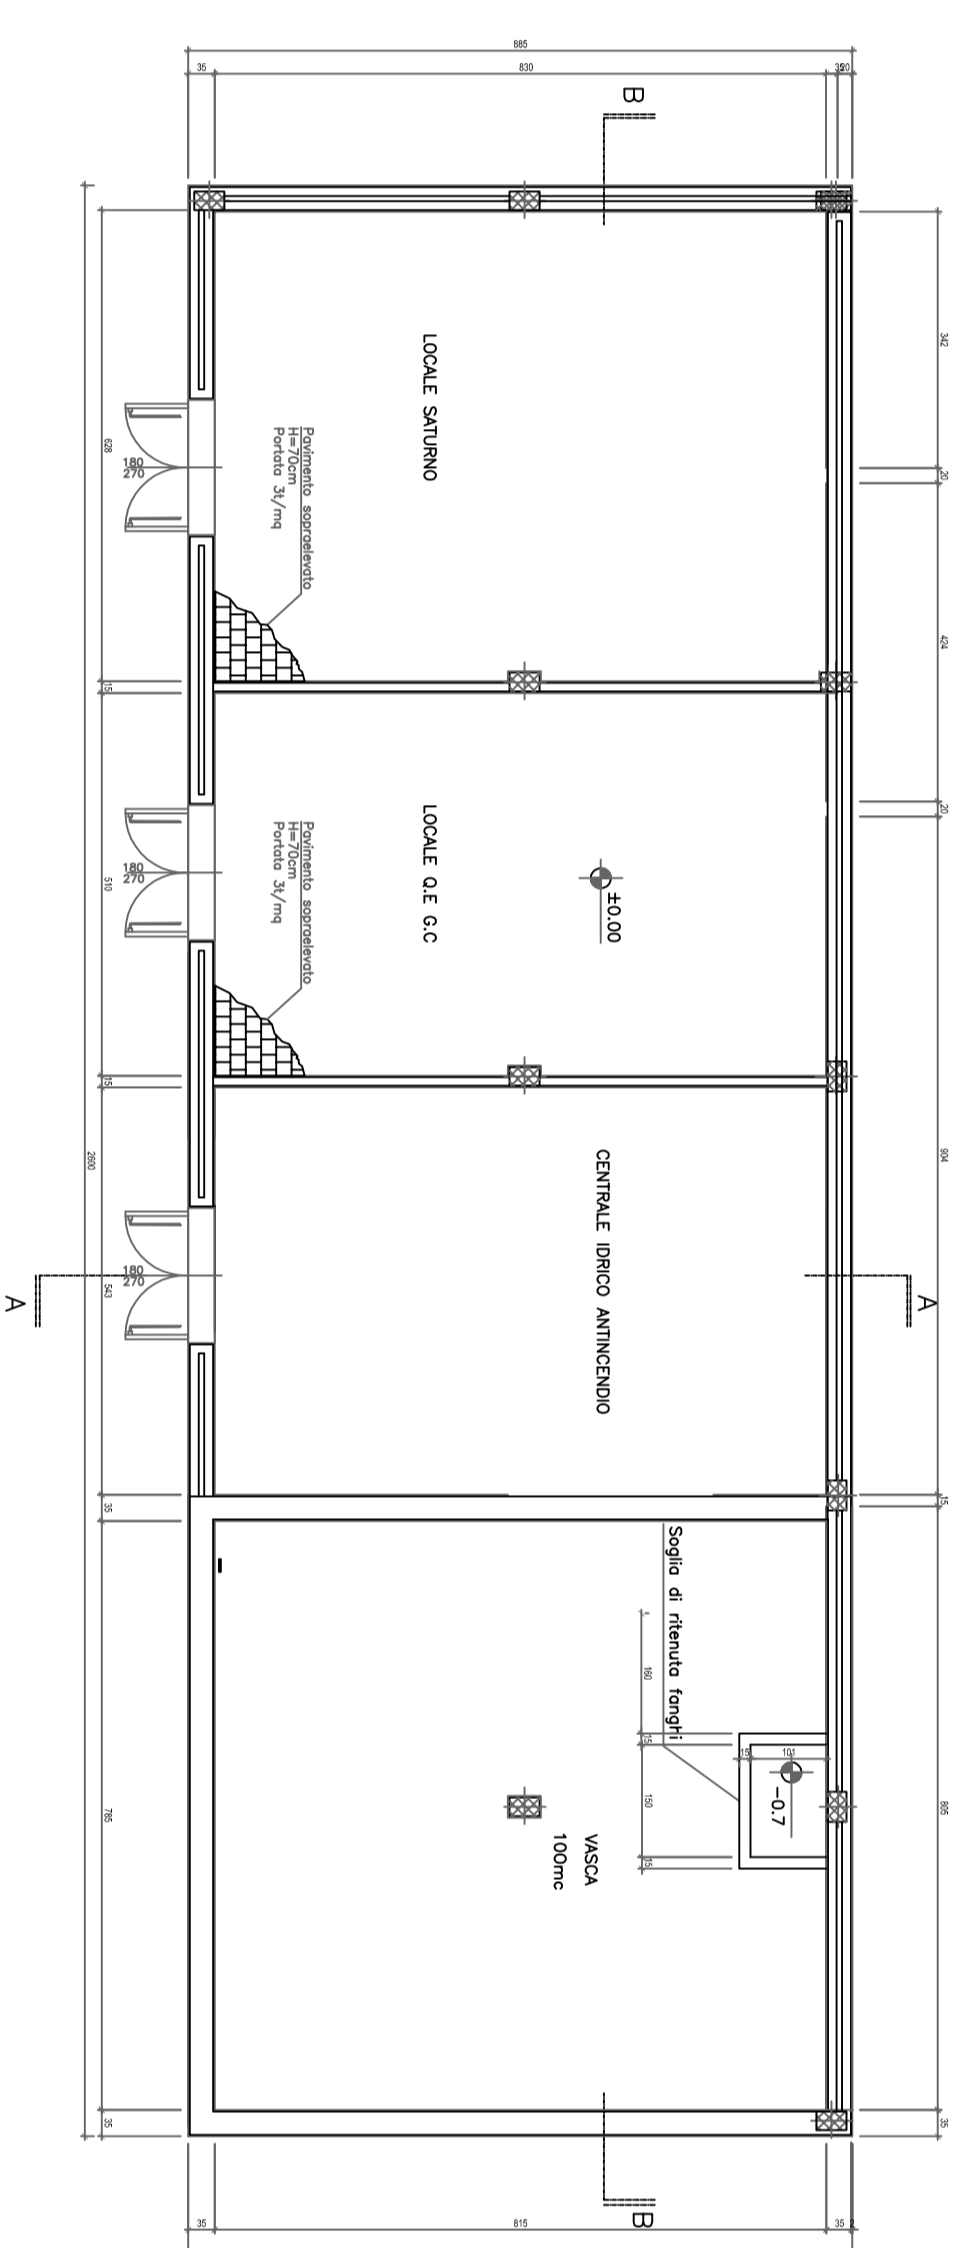 885
35
830
35
20
B
342
20
424
20
904
15
805
35
LOCALE SATURNO
Pavimento sopraelevato
H=70cm
Portata 3t/mq
180
270
628
15
LOCALE Q.E G.C
±0.00
Pavimento sopraelevato
H=70cm
Portata 3t/mq
180
270
510
15
2600
CENTRALE IDRICO ANTINCENDIO
180
270
543
A
A
35
Soglia di ritenuta fanghi
160
15
150
15
15
101
-0.7
VASCA
100mc
785
35
B
35
815
35